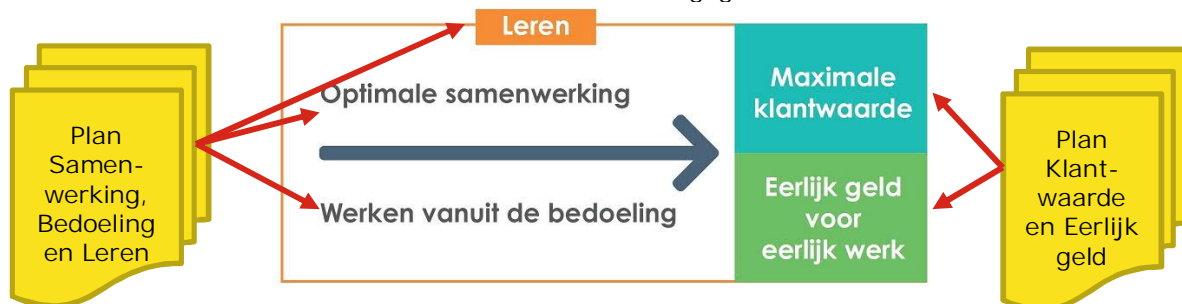 Leren
Plan
Samen-
werking,
Bedoeling
en Leren
Optimale samenwerking
Werken vanuit de bedoeling
Maximale
klantwaarde
Eerlijk geld
voor
eerlijk werk
Plan
Klant-
waarde
en Eerlijk
geld